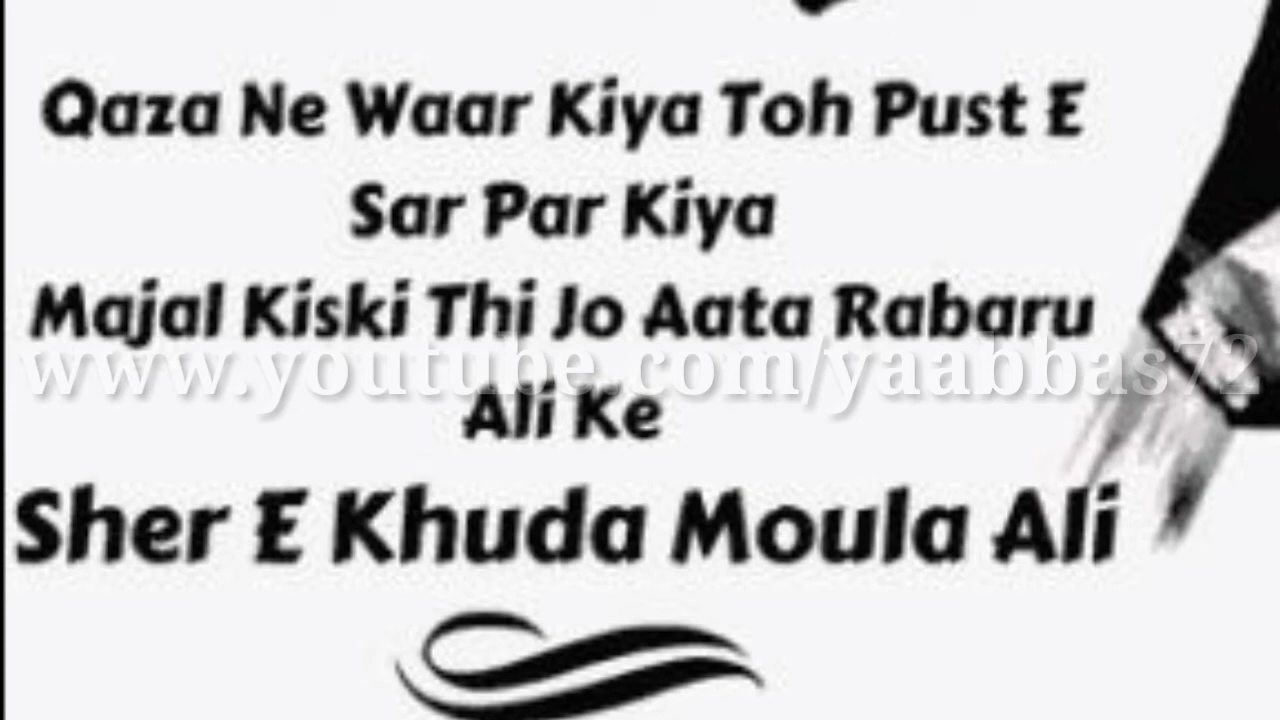 Qaza Ne Waar Kiya Toh Pust E
Sar Par Kiya
Majal Kiski Thi Jo Aata Rabaru
www.youtube.com/yaabbas72
Ali Ke
Sher E Khuda Moula Ali